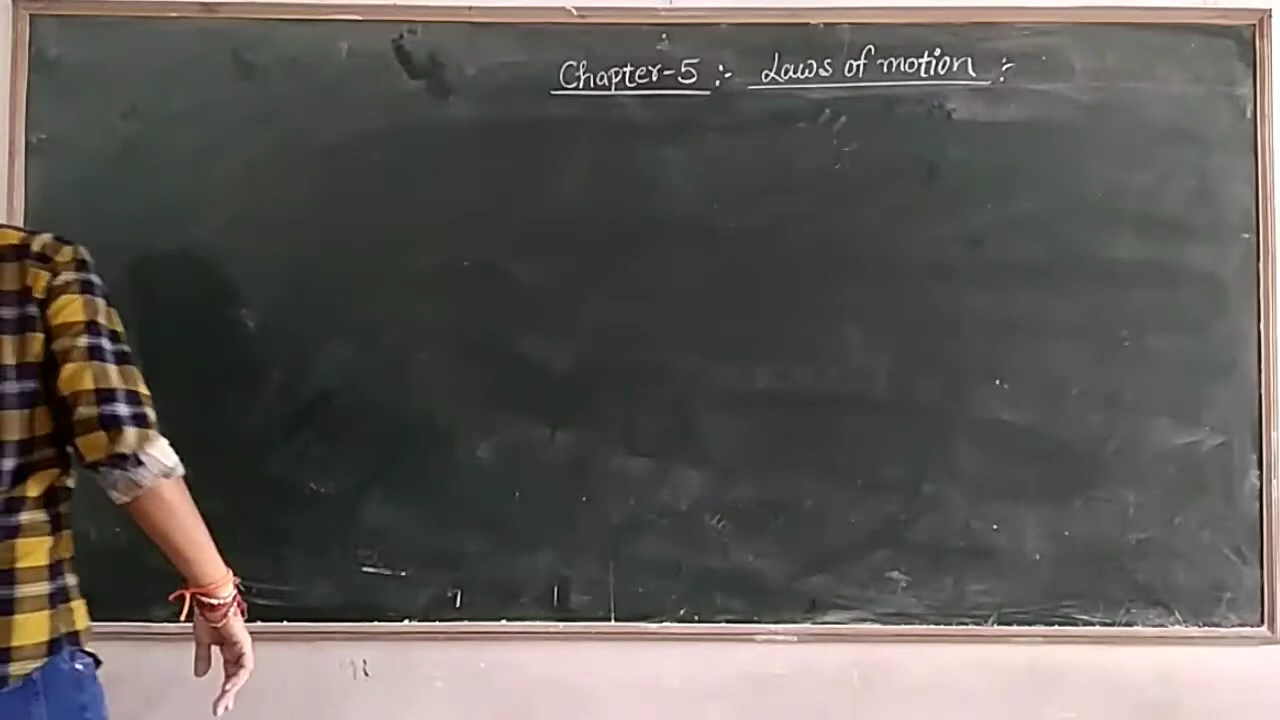 Chapter-5 :- Laws of motion :-